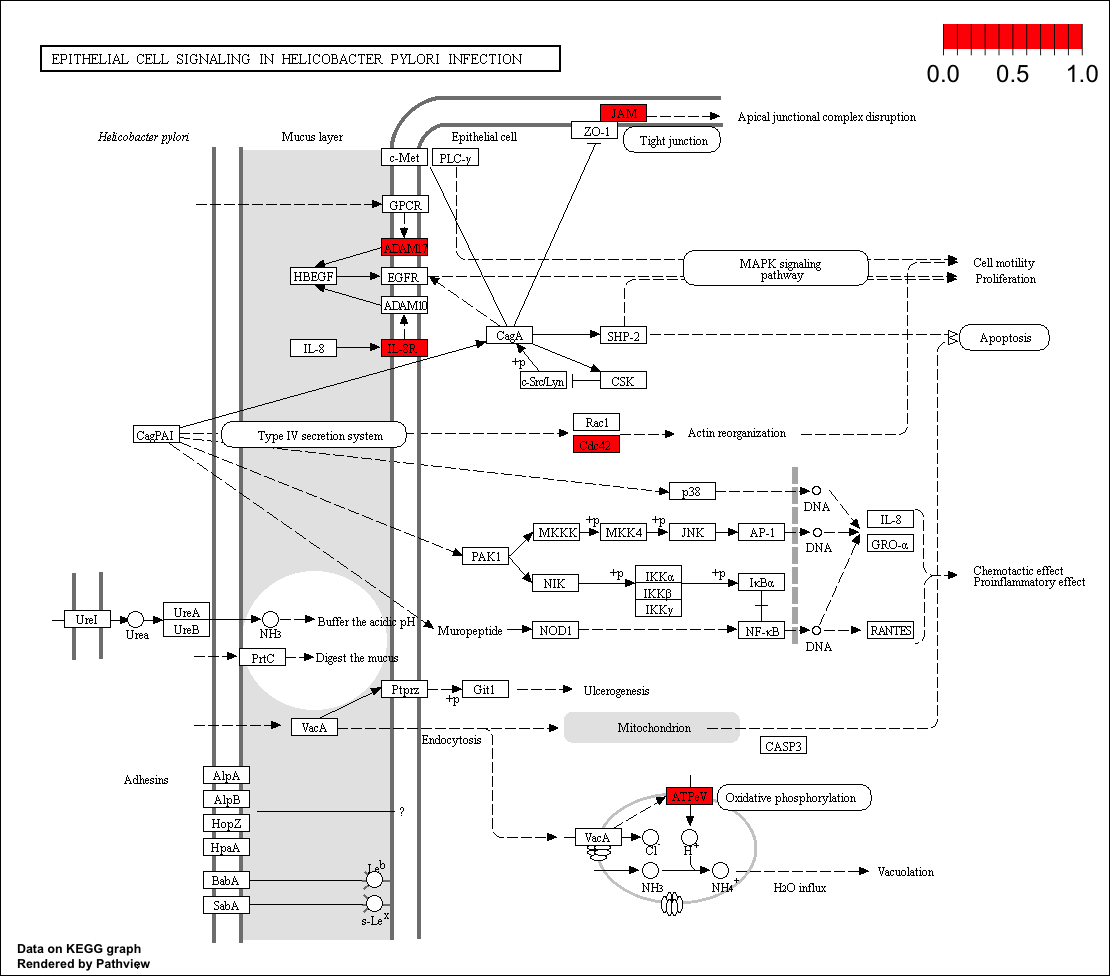 EPITHELIAL CELL SIGNALING IN HELICOBACTER PYLORI INFECTION
0.0 0.5 1.0
JAM
Apical junctional complex disruption
Helicobacter pylori
Mucus layer
Epithelial cell
ZO-1
Tight junction
c-Met
PLC-γ
GPCR
ADAM17
HBEGF
EGFR
MAPK signaling
pathway
Cell motility
Proliferation
ADAM10
CagA
SHP-2
Apoptosis
IL-8
IL-8R
+p
c-Src/Lyn
CSK
CagPAI
Type IV secretion system
Rac1
Cdc42
Actin reorganization
p38
DNA
IL-8
+p
+p
MKKK
MKK4
JNK
AP-1
DNA
GRO-α
PAK1
NIK
+p
IKKα
IKKβ
IKKγ
+p
IκBα
Chemotactic effect
Proinflammatory effect
UreI
Urea
UreA
UreB
NH3
Buffer the acidic pH
Muropeptide
NOD1
NF-κB
DNA
RANTES
PrtC
Digest the mucus
Ptprz
+p
Git1
Ulcerogenesis
VacA
Endocytosis
Mitochondrion
CASP3
Adhesins
AlpA
AlpB
HopZ
HpaA
BabA
SabA
?
Le b
s-Le x
ATPeV
Oxidative phosphorylation
VacA
Cl-
H+
NH3
NH4+
H2O influx
Vacuolation
Data on KEGG graph
Rendered by Pathview